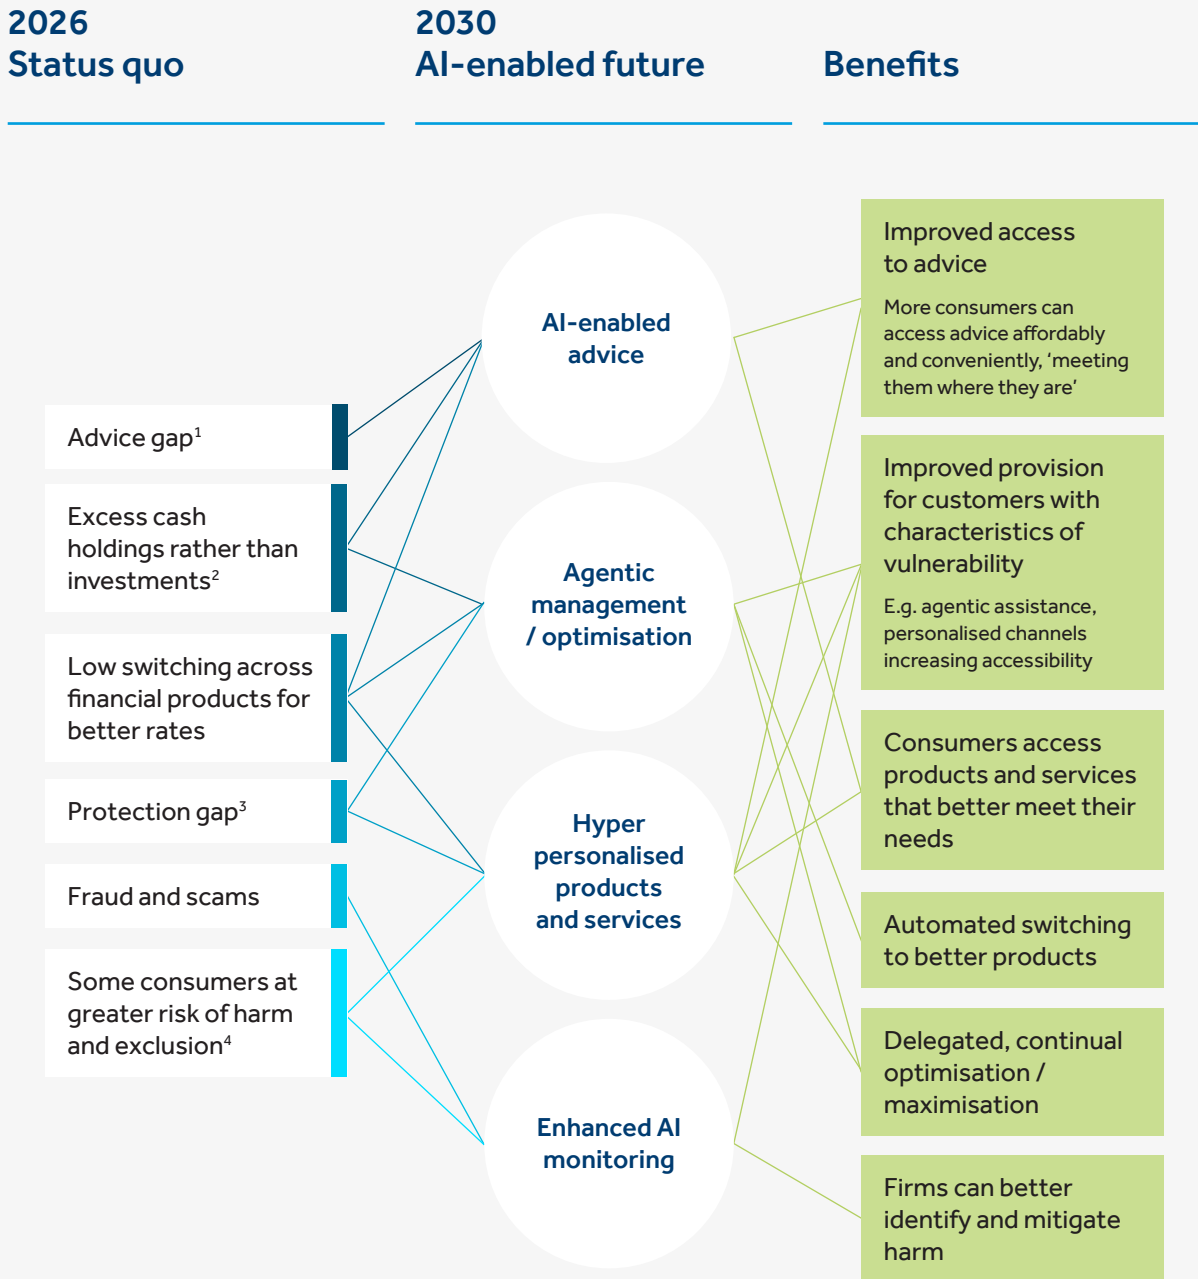 2026
Status quo
2030
AI-enabled future
Benefits
Advice gap¹
Excess cash
holdings rather than
investments²
Low switching across
financial products for
better rates
Protection gap³
Fraud and scams
Some consumers at
greater risk of harm
and exclusion⁴
AI-enabled
advice
Agentic
management
/ optimisation
Hyper
personalised
products
and services
Enhanced AI
monitoring
Improved access
to advice
More consumers can
access advice affordably
and conveniently, ‘meeting
them where they are’
Improved provision
for customers with
characteristics of
vulnerability
E.g. agentic assistance,
personalised channels
increasing accessibility
Consumers access
products and services
that better meet their
needs
Automated switching
to better products
Delegated, continual
optimisation /
maximisation
Firms can better
identify and mitigate
harm